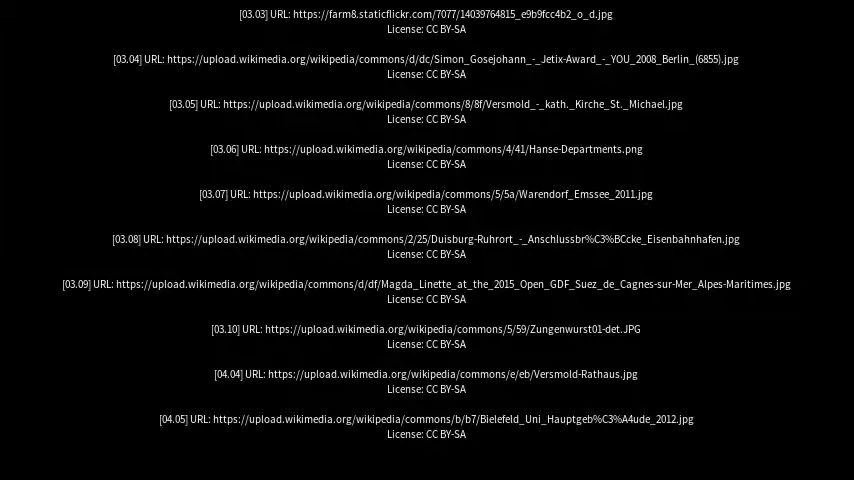 [03.03] URL: https://farm8.staticflickr.com/7077/14039764815_e9b9fcc4b2_o_d.jpg
License: CC BY-SA
[03.04] URL: https://upload.wikimedia.org/wikipedia/commons/d/dc/Simon_Gosejohann_-_Jetix-Award_-_YOU_2008_Berlin_(6855).jpg
License: CC BY-SA
[03.05] URL: https://upload.wikimedia.org/wikipedia/commons/8/8f/Versmold_-_kath._Kirche_St._Michael.jpg
License: CC BY-SA
[03.06] URL: https://upload.wikimedia.org/wikipedia/commons/4/41/Hanse-Departments.png
License: CC BY-SA
[03.07] URL: https://upload.wikimedia.org/wikipedia/commons/5/5a/Warendorf_Emssee_2011.jpg
License: CC BY-SA
[03.08] URL: https://upload.wikimedia.org/wikipedia/commons/2/25/Duisburg-Ruhrort_-_Anschlussbr%C3%BCcke_Eisenbahnhafen.jpg
License: CC BY-SA
[03.09] URL: https://upload.wikimedia.org/wikipedia/commons/d/df/Magda_Linette_at_the_2015_Open_GDF_Suez_de_Cagnes-sur-Mer_Alpes-Maritimes.jpg
License: CC BY-SA
[03.10] URL: https://upload.wikimedia.org/wikipedia/commons/5/59/Zungenwurst01-det.JPG
License: CC BY-SA
[04.04] URL: https://upload.wikimedia.org/wikipedia/commons/e/eb/Versmold-Rathaus.jpg
License: CC BY-SA
[04.05] URL: https://upload.wikimedia.org/wikipedia/commons/b/b7/Bielefeld_Uni_Hauptgeb%C3%A4ude_2012.jpg
License: CC BY-SA